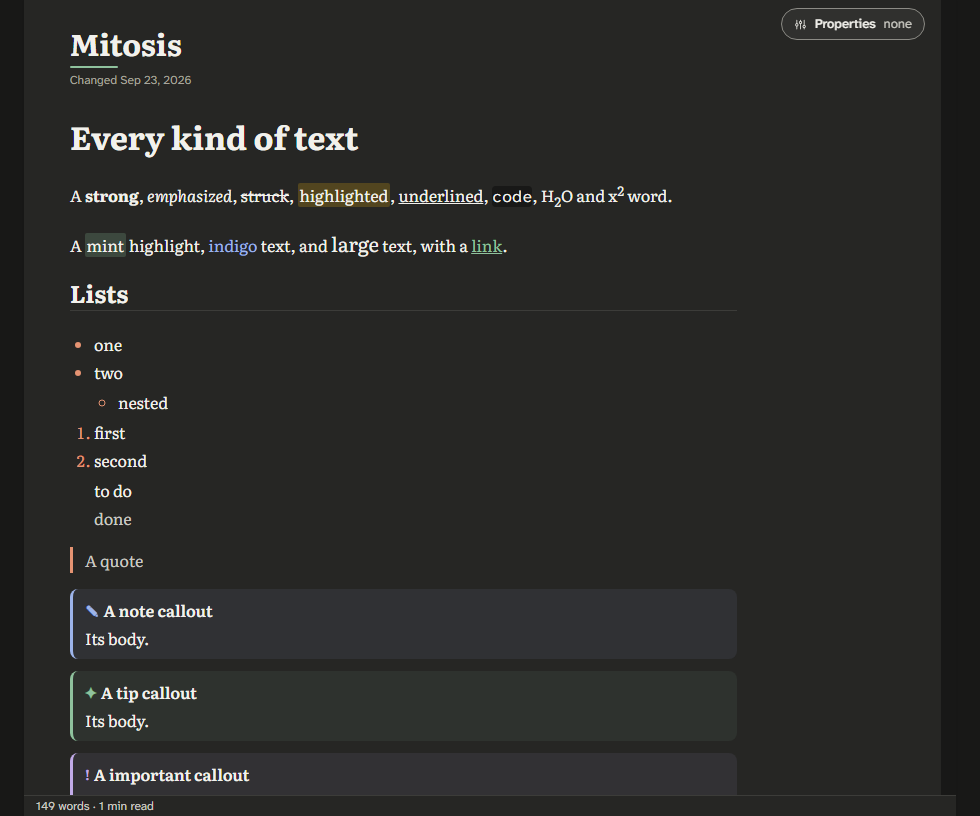 Properties none
Mitosis
Changed Sep 23, 2026
Every kind of text
A strong, emphasized, struck, highlighted, underlined, code, H₂O and x² word.
A mint highlight, indigo text, and large text, with a link.
Lists
one
two
nested
1. first
2. second
to do
done
A quote
A note callout
Its body.
A tip callout
Its body.
! A important callout
149 words · 1 min read